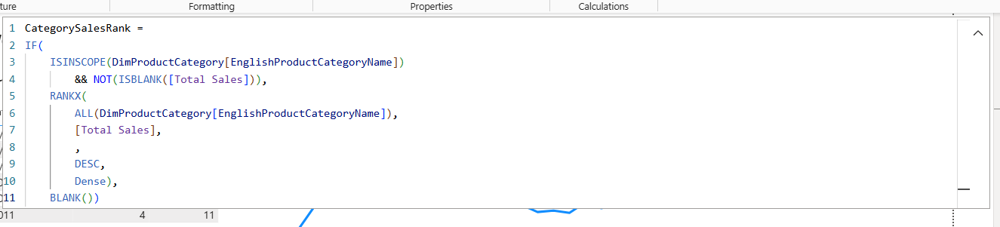 ture Formatting Properties Calculations
1 CategorySalesRank =
2 IF(
3 ISINSCOPE(DimProductCategory[EnglishProductCategoryName])
4 && NOT(ISBLANK([Total Sales])),
5 RANKX(
6 ALL(DimProductCategory[EnglishProductCategoryName]),
7 [Total Sales],
8 ,
9 DESC,
10 Dense),
11 BLANK())
011 4 11